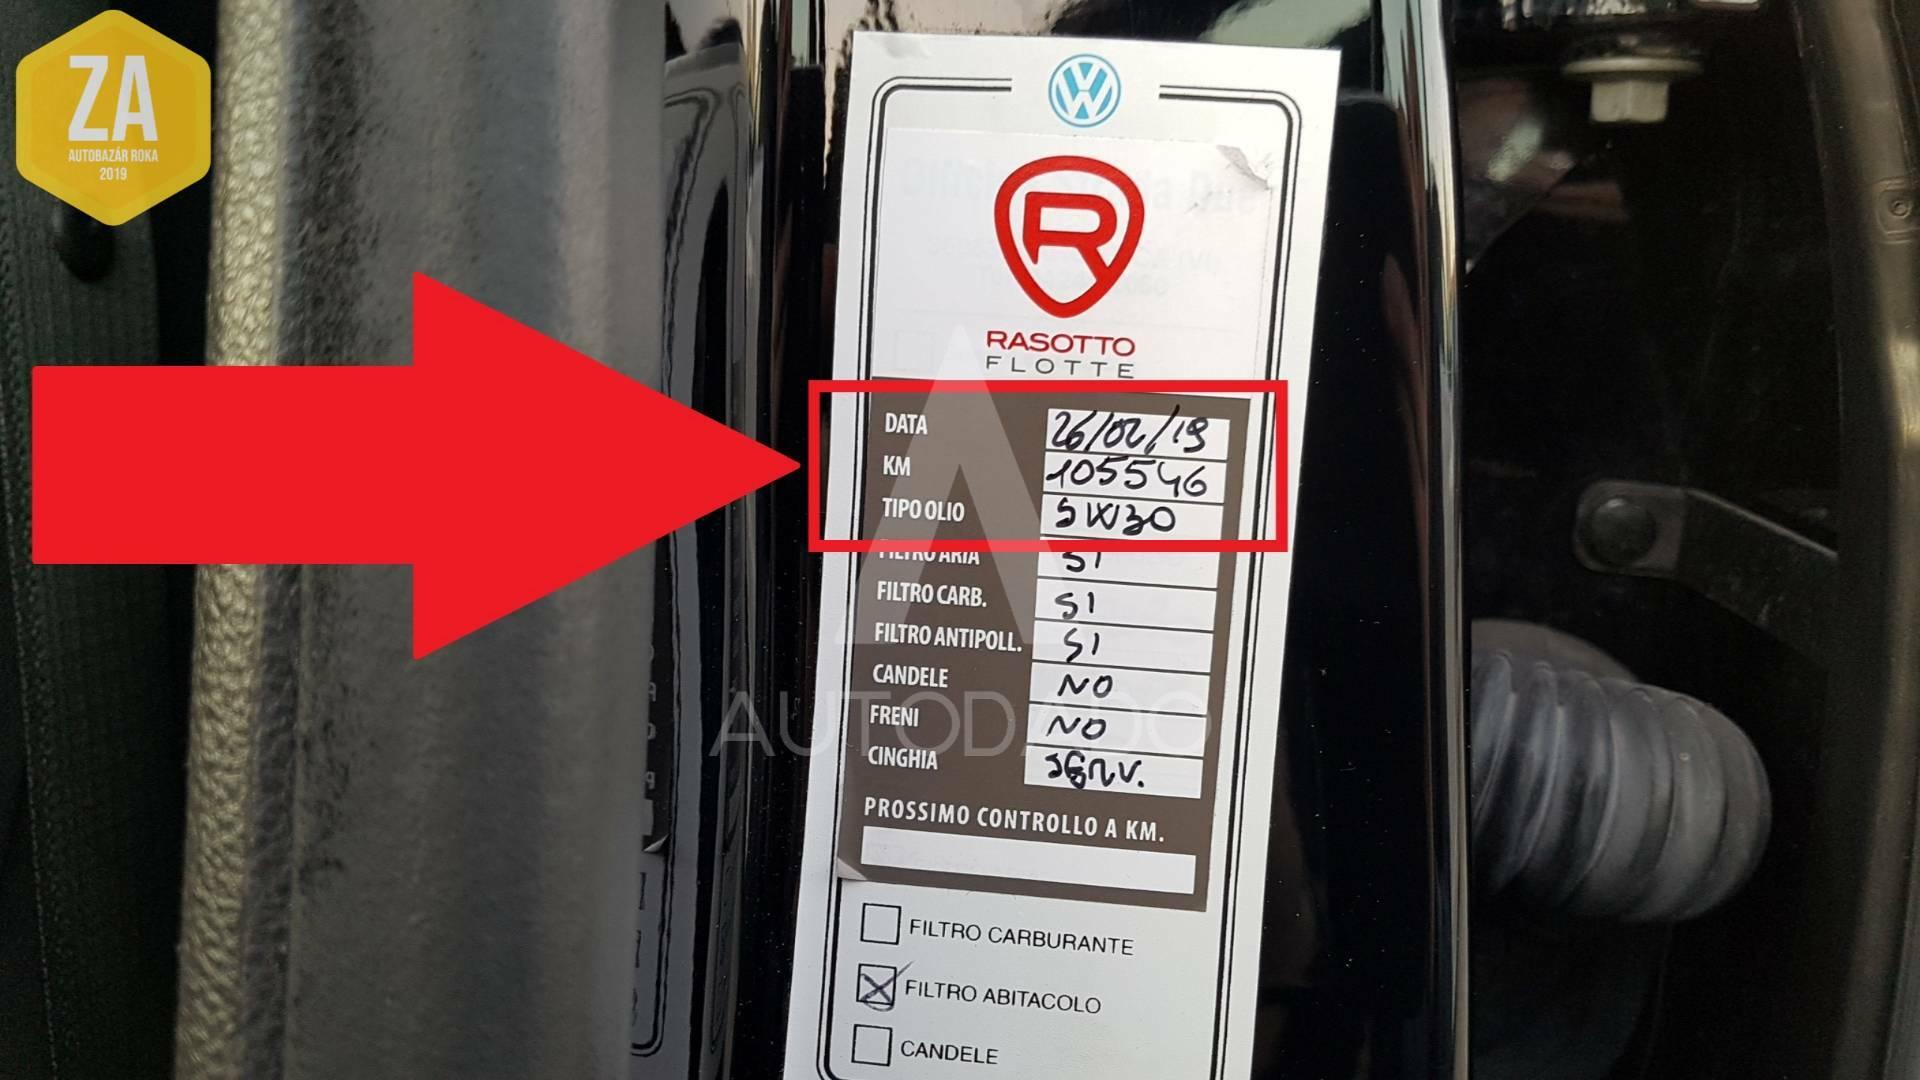 ZA
AUTOBAZÁR ROKA
2019
RASOTTO
FLOTTE
DATA 26/02/19
KM 105546
TIPO OLIO 5W30
FILTRO ARIA SI
FILTRO CARB. SI
FILTRO ANTIPOLL. SI
CANDELE NO
AUTODADO
FRENI NO
CINGHIA SERV.
PROSSIMO CONTROLLO A KM.
FILTRO CARBURANTE
FILTRO ABITACOLO
CANDELE